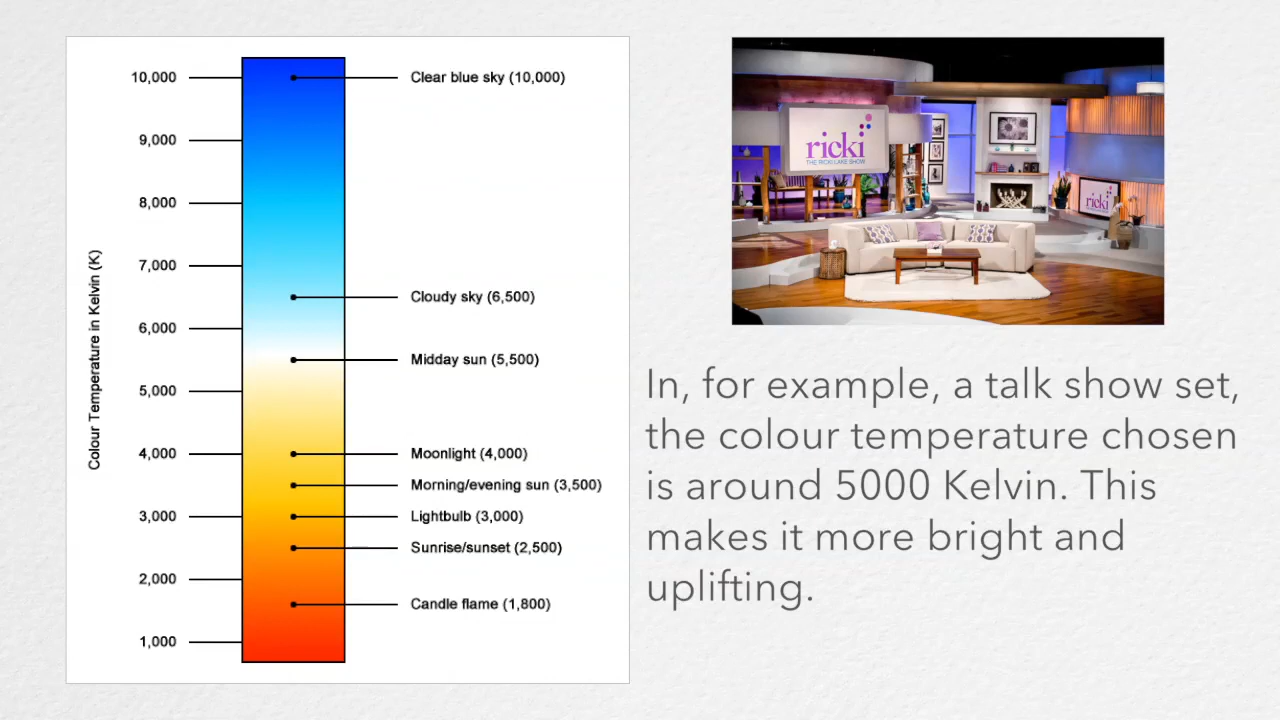 Colour Temperature in Kelvin (K)
10,000
9,000
8,000
7,000
6,000
5,000
4,000
3,000
2,000
1,000
Clear blue sky (10,000)
Cloudy sky (6,500)
Midday sun (5,500)
Moonlight (4,000)
Morning/evening sun (3,500)
Lightbulb (3,000)
Sunrise/sunset (2,500)
Candle flame (1,800)
ricki
THE RICKI LAKE SHOW
ricki
In, for example, a talk show set,
the colour temperature chosen
is around 5000 Kelvin. This
makes it more bright and
uplifting.